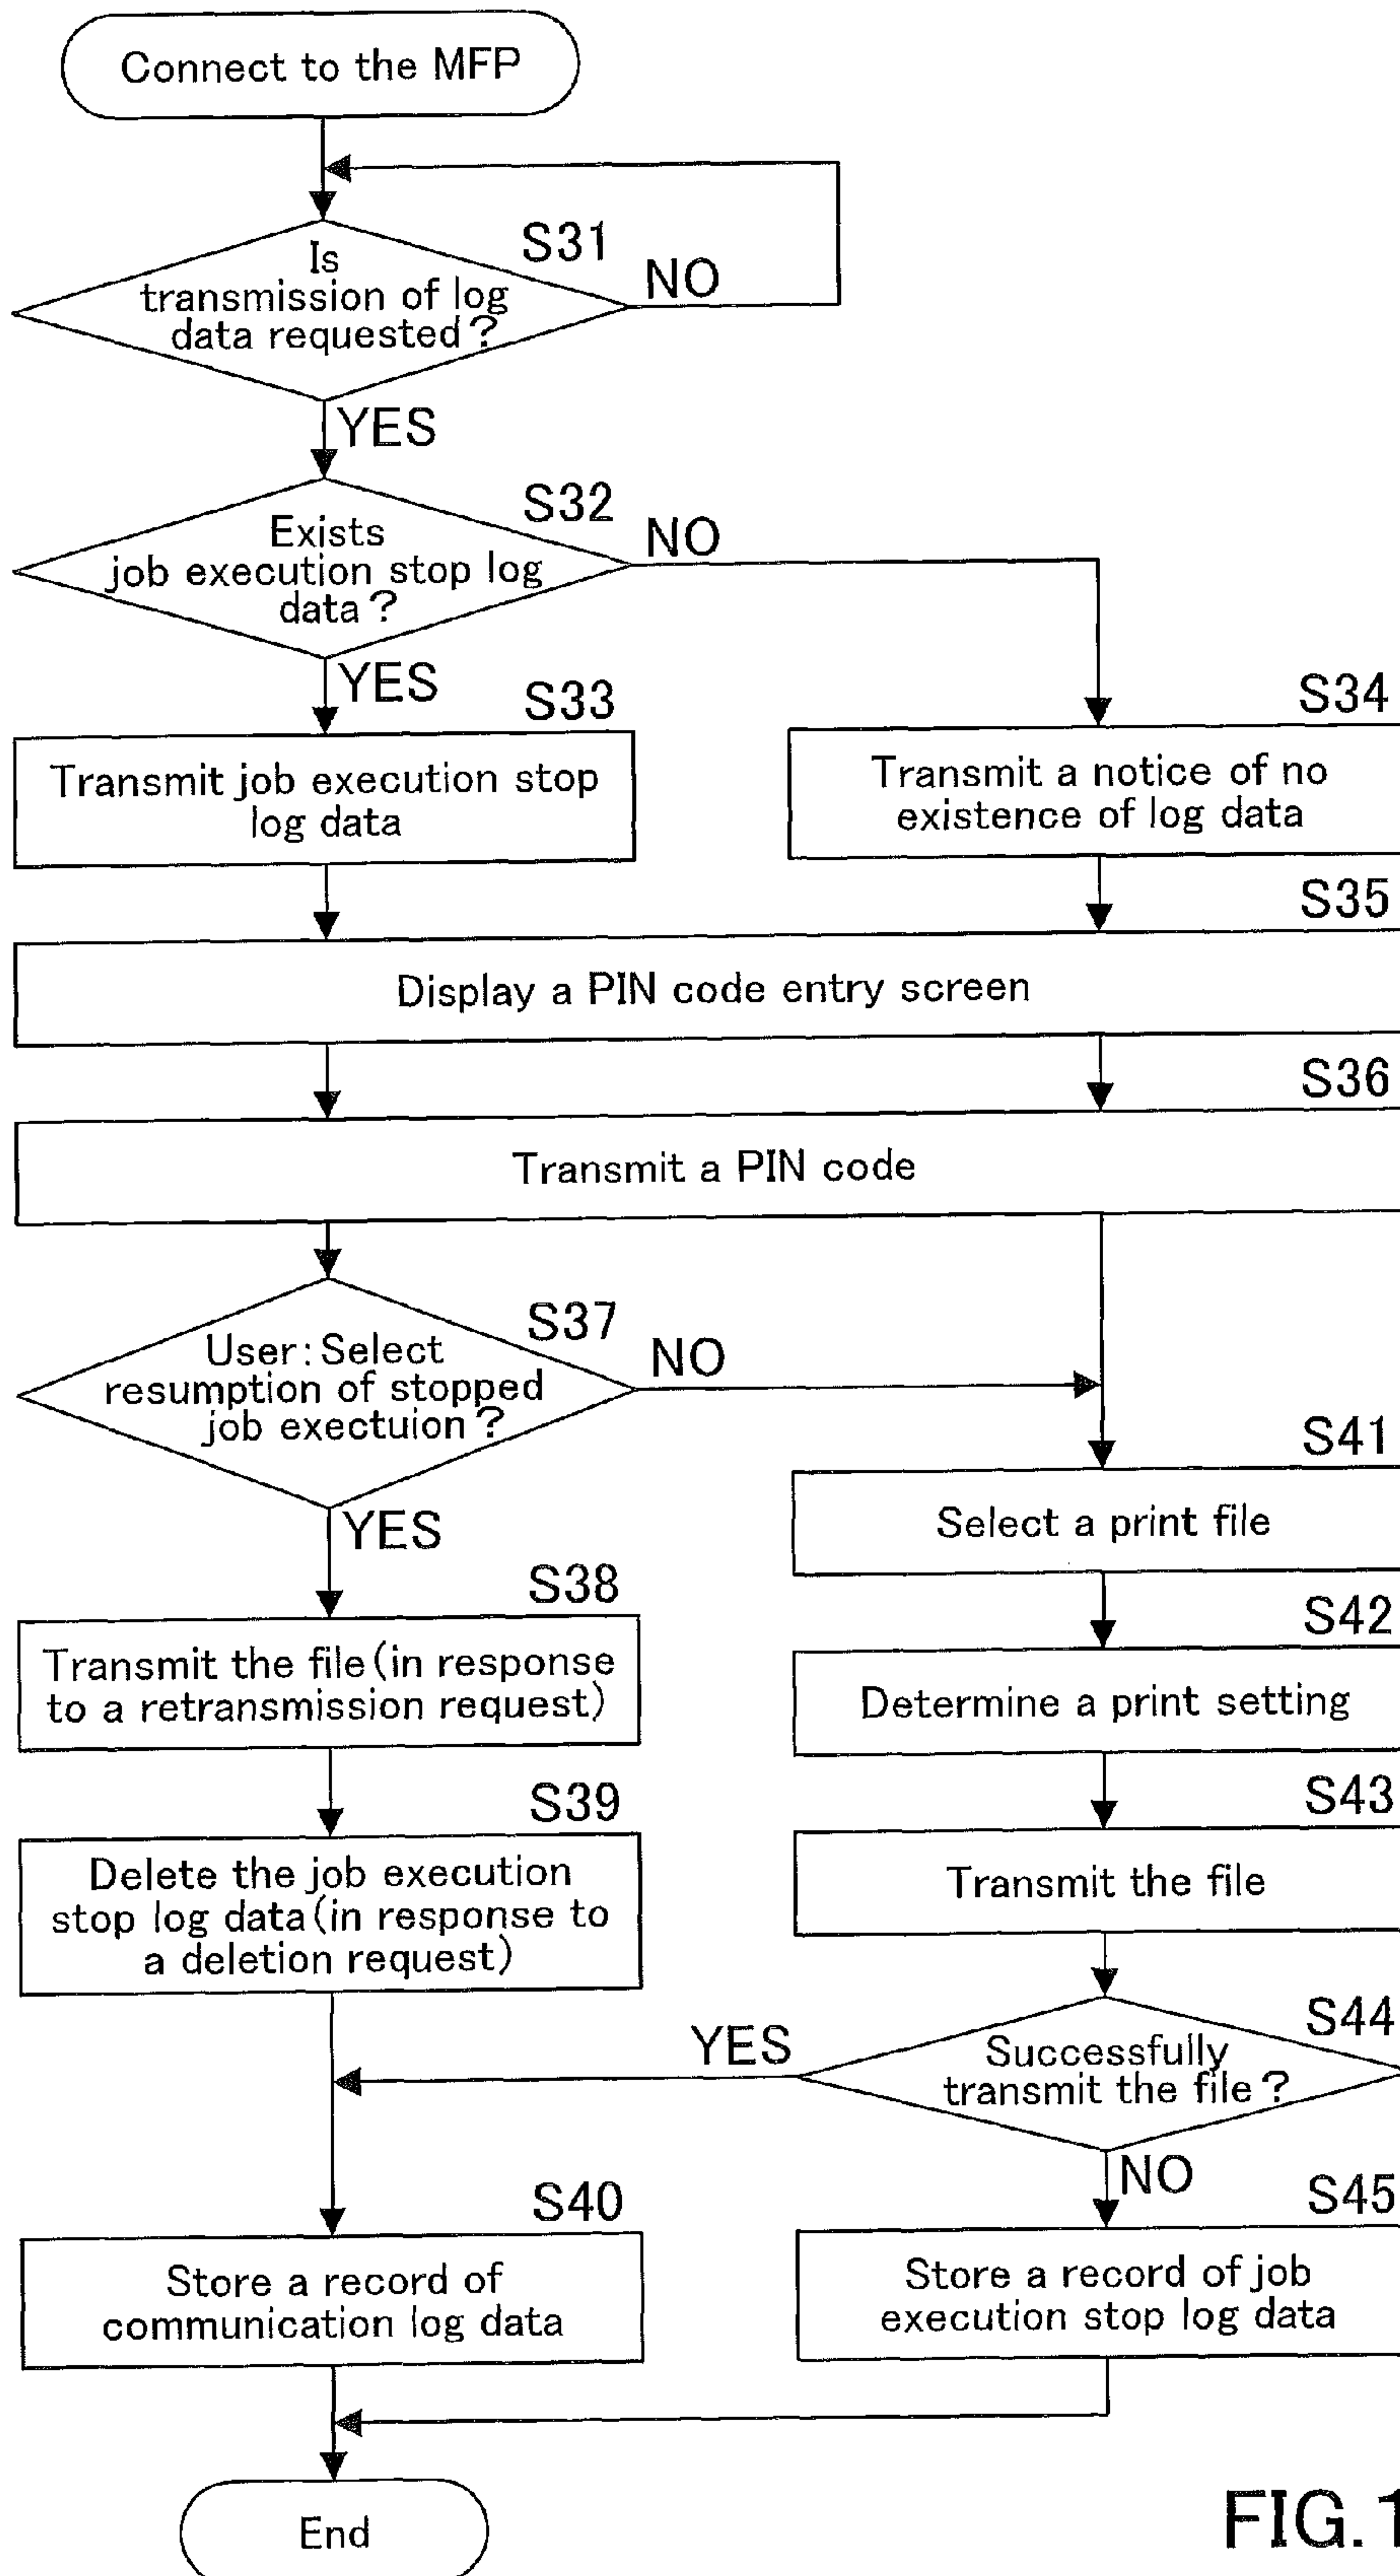 Connect to the MFP
S31
Is
transmission of log
data requested?
NO
YES
S32
Exists
job execution stop log
data?
NO
YES
S33
Transmit job execution stop
log data
S34
Transmit a notice of no
existence of log data
S35
Display a PIN code entry screen
S36
Transmit a PIN code
S37
User:Select
resumption of stopped
job exectuion?
NO
YES
S38
Transmit the file(in response
to a retransmission request)
S39
Delete the job execution
stop log data(in response to
a deletion request)
S41
Select a print file
S42
Determine a print setting
S43
Transmit the file
S44
Successfully
transmit the file?
YES
NO
S40
Store a record of
communication log data
S45
Store a record of job
execution stop log data
End
FIG.1